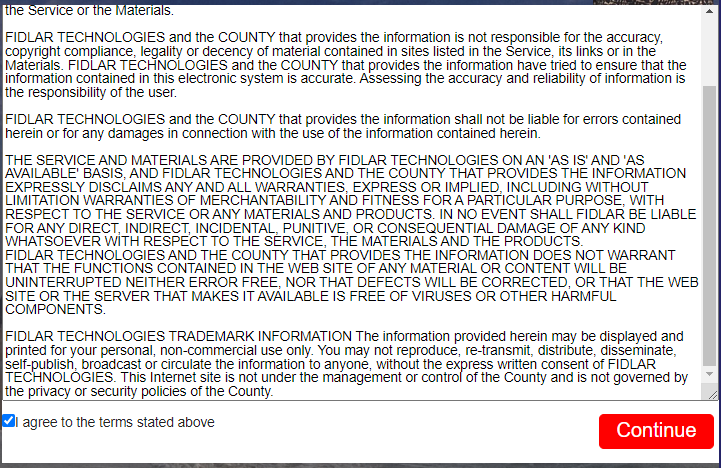 the Service or the Materials.
FIDLAR TECHNOLOGIES and the COUNTY that provides the information is not responsible for the accuracy,
copyright compliance, legality or decency of material contained in sites listed in the Service, its links or in the
Materials. FIDLAR TECHNOLOGIES and the COUNTY that provides the information have tried to ensure that the
information contained in this electronic system is accurate. Assessing the accuracy and reliability of information is
the responsibility of the user.
FIDLAR TECHNOLOGIES and the COUNTY that provides the information shall not be liable for errors contained
herein or for any damages in connection with the use of the information contained herein.
THE SERVICE AND MATERIALS ARE PROVIDED BY FIDLAR TECHNOLOGIES ON AN 'AS IS' AND 'AS
AVAILABLE' BASIS, AND FIDLAR TECHNOLOGIES AND THE COUNTY THAT PROVIDES THE INFORMATION
EXPRESSLY DISCLAIMS ANY AND ALL WARRANTIES, EXPRESS OR IMPLIED, INCLUDING WITHOUT
LIMITATION WARRANTIES OF MERCHANTABILITY AND FITNESS FOR A PARTICULAR PURPOSE, WITH
RESPECT TO THE SERVICE OR ANY MATERIALS AND PRODUCTS. IN NO EVENT SHALL FIDLAR BE LIABLE
FOR ANY DIRECT, INDIRECT, INCIDENTAL, PUNITIVE, OR CONSEQUENTIAL DAMAGE OF ANY KIND
WHATSOEVER WITH RESPECT TO THE SERVICE, THE MATERIALS AND THE PRODUCTS.
FIDLAR TECHNOLOGIES AND THE COUNTY THAT PROVIDES THE INFORMATION DOES NOT WARRANT
THAT THE FUNCTIONS CONTAINED IN THE WEB SITE OF ANY MATERIAL OR CONTENT WILL BE
UNINTERRUPTED NEITHER ERROR FREE, NOR THAT DEFECTS WILL BE CORRECTED, OR THAT THE WEB
SITE OR THE SERVER THAT MAKES IT AVAILABLE IS FREE OF VIRUSES OR OTHER HARMFUL
COMPONENTS.
FIDLAR TECHNOLOGIES TRADEMARK INFORMATION The information provided herein may be displayed and
printed for your personal, non-commercial use only. You may not reproduce, re-transmit, distribute, disseminate,
self-publish, broadcast or circulate the information to anyone, without the express written consent of FIDLAR
TECHNOLOGIES. This Internet site is not under the management or control of the County and is not governed by
the privacy or security policies of the County.
I agree to the terms stated above
Continue